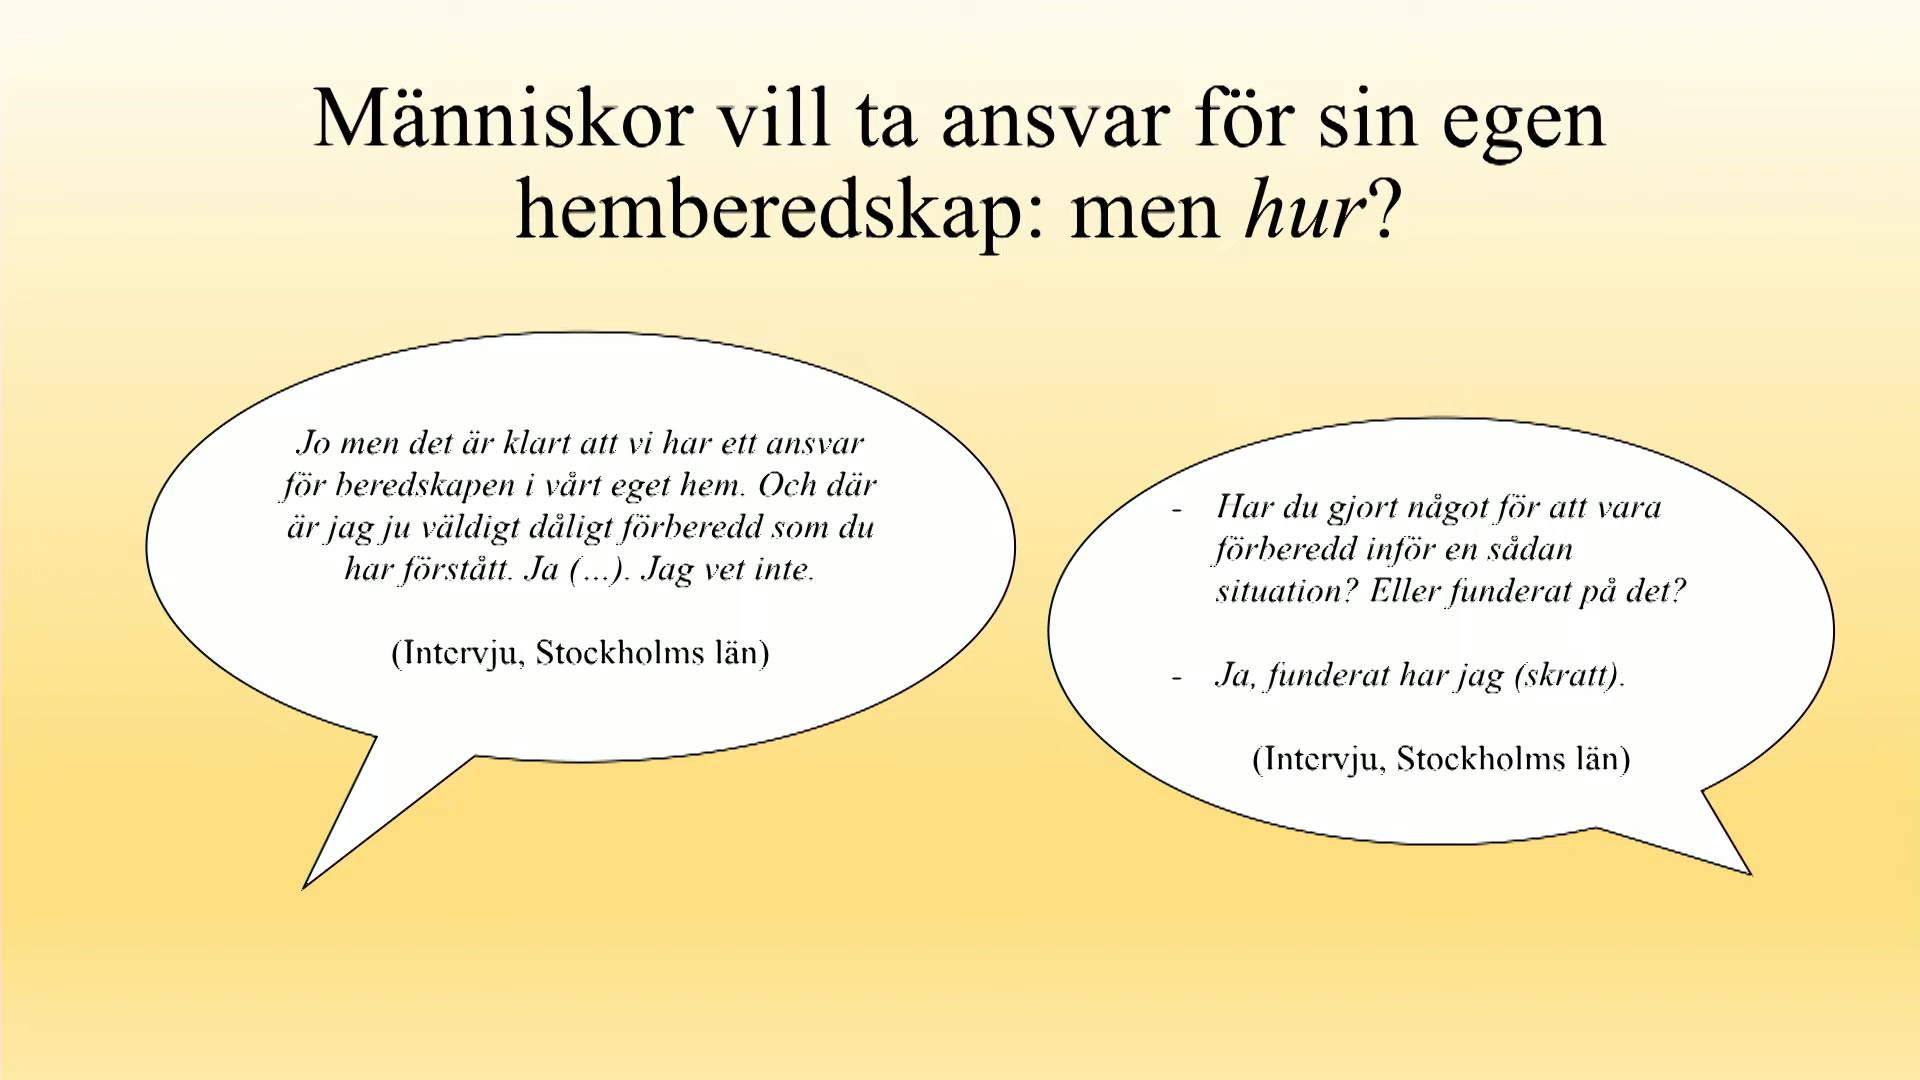 Människor vill ta ansvar för sin egen
hemberedskap: men hur?
Jo men det är klart att vi har ett ansvar
för beredskapen i vårt eget hem. Och där
är jag ju väldigt dåligt förberedd som du
har förstått. Ja (...). Jag vet inte.
(Intervju, Stockholms län)
- Har du gjort något för att vara
förberedd inför en sådan
situation? Eller funderat på det?
- Ja, funderat har jag (skratt).
(Intervju, Stockholms län)